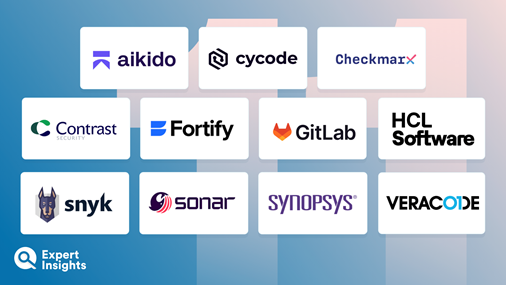 aikido
cycode
Checkmarx
Contrast
SECURITY
Fortify
GitLab
HCL
Software
snyk
sonar
SYNOPSYS®
VERACODE
Expert
Insights